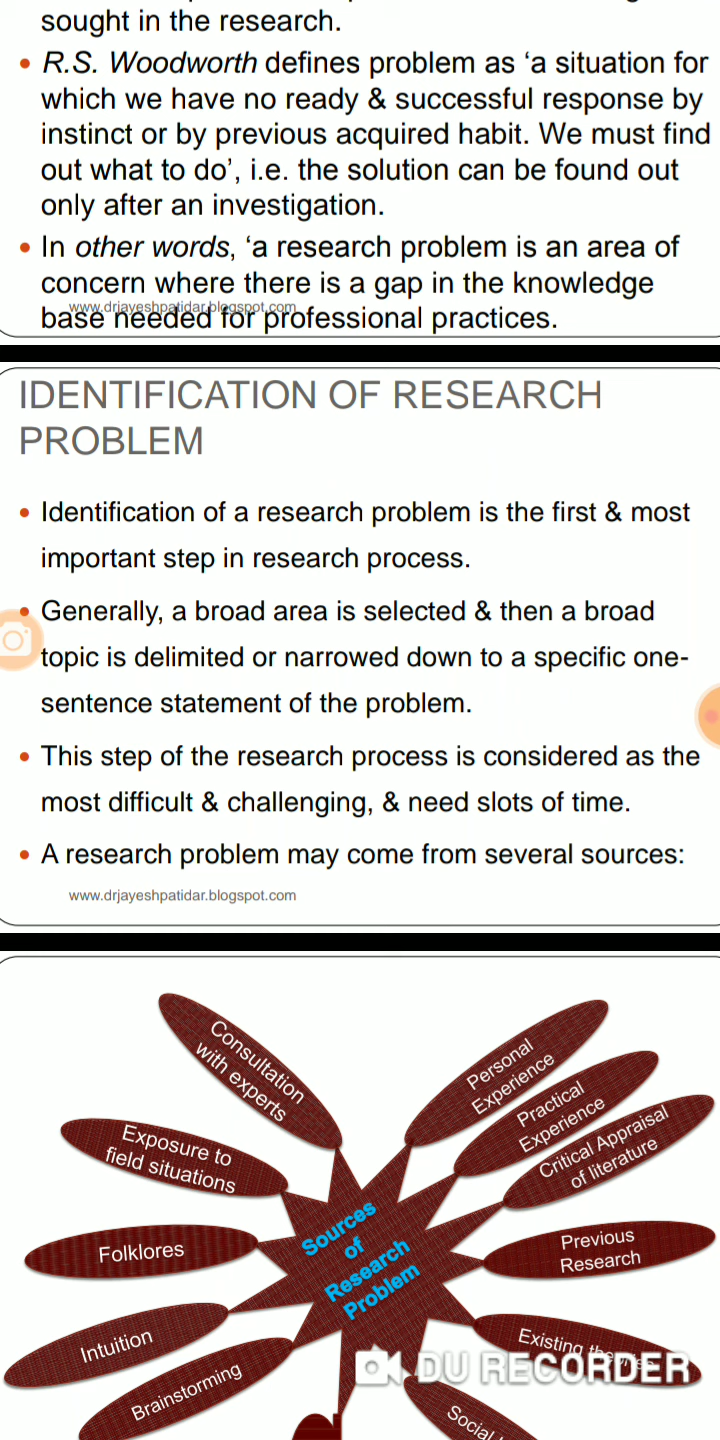 sought in the research.
• R.S. Woodworth defines problem as ‘a situation for
which we have no ready & successful response by
instinct or by previous acquired habit. We must find
out what to do’, i.e. the solution can be found out
only after an investigation.
• In other words, ‘a research problem is an area of
concern where there is a gap in the knowledge
www.drjayeshpatidar.blogspot.com
base needed for professional practices.
IDENTIFICATION OF RESEARCH
PROBLEM
• Identification of a research problem is the first & most
important step in research process.
• Generally, a broad area is selected & then a broad
topic is delimited or narrowed down to a specific one-
sentence statement of the problem.
• This step of the research process is considered as the
most difficult & challenging, & need slots of time.
• A research problem may come from several sources:
www.drjayeshpatidar.blogspot.com
Consultation
with experts
Personal
Experience
Practical
Experience
Critical Appraisal
of literature
Exposure to
field situations
Sources
of
Research
Problem
Folklores
Previous
Research
Intuition
Existing theories
Brainstorming
DU RECORDER
Social